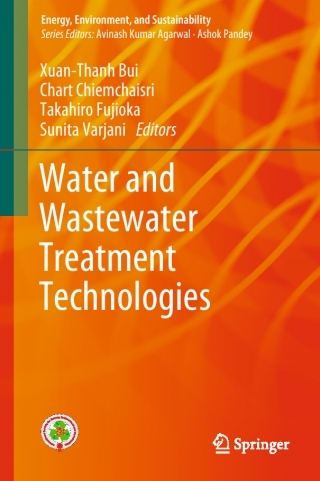 Energy, Environment, and Sustainability
Series Editors: Avinash Kumar Agarwal · Ashok Pandey
Xuan-Thanh Bui
Chart Chiemchaisri
Takahiro Fujioka
Sunita Varjani Editors
Water and
Wastewater
Treatment
Technologies
Springer